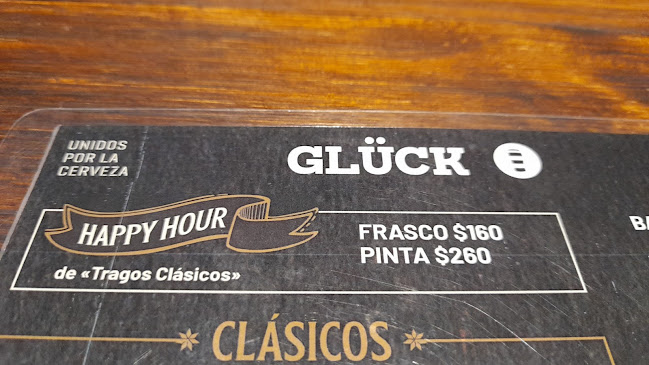 UNIDOS
POR LA
CERVEZA
GLÜCK
HAPPY HOUR
de «Tragos Clásicos»
FRASCO $160
PINTA $260
CLÁSICOS